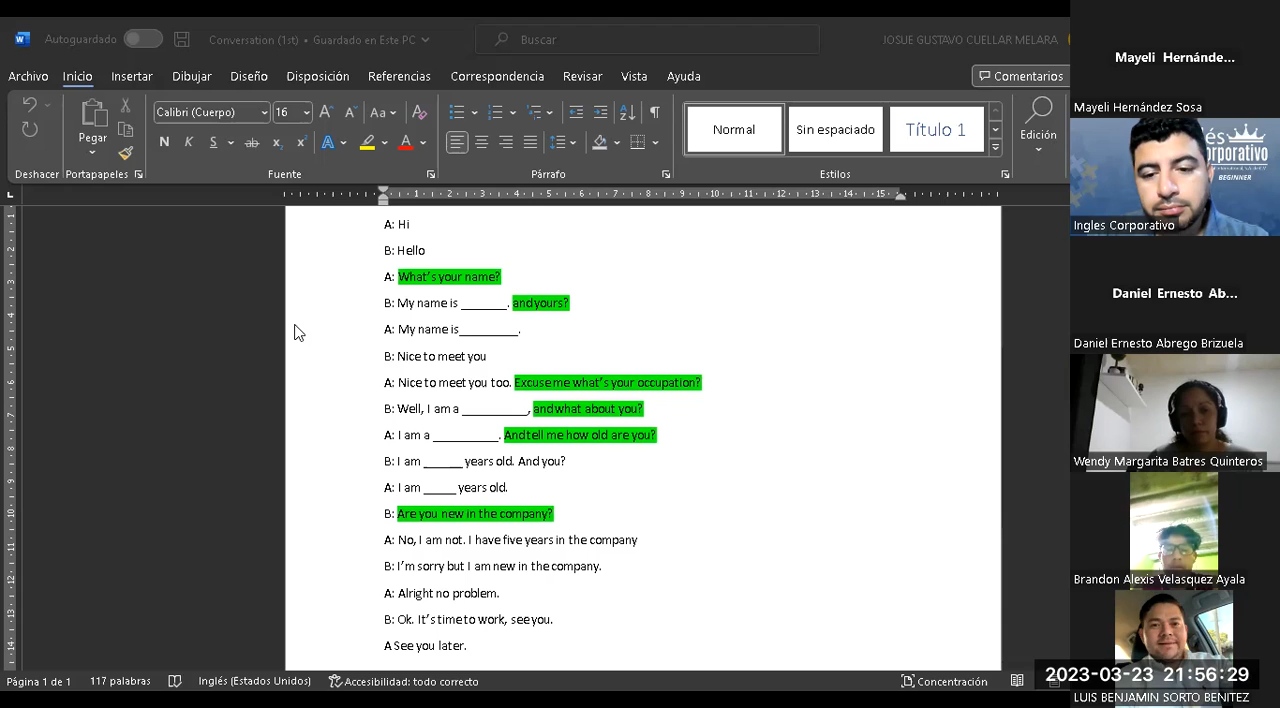 Autoguardado
Conversation (1st) • Guardado en Este PC
Buscar
JOSUE GUSTAVO CUELLAR MELARA
Archivo Inicio Insertar Dibujar Diseño Disposición Referencias Correspondencia Revisar Vista Ayuda
Comentarios
Pegar
Calibri (Cuerpo) 16
Normal
Sin espaciado
Título 1
Edición
Deshacer Portapapeles Fuente Párrafo Estilos
A: Hi
B: Hello
A: What's your name?
B: My name is _______. and yours?
A: My name is_________.
B: Nice to meet you
A: Nice to meet you too. Excuse me what's your occupation?
B: Well, I am a __________, and what about you?
A: I am a __________. And tell me how old are you?
B: I am ______ years old. And you?
A: I am _____ years old.
B: Are you new in the company?
A: No, I am not. I have five years in the company
B: I'm sorry but I am new in the company.
A: Alright no problem.
B: Ok. It's time to work, see you.
A See you later.
Página 1 de 1 117 palabras Inglés (Estados Unidos) Accesibilidad: todo correcto Concentración
Mayeli Hernánde...
Mayeli Hernández Sosa
BEGINNER
Ingles Corporativo
Daniel Ernesto Ab...
Daniel Ernesto Abrego Brizuela
Wendy Margarita Batres Quinteros
Brandon Alexis Velasquez Ayala
2023-03-23 21:56:29
LUIS BENJAMIN SORTO BENITEZ